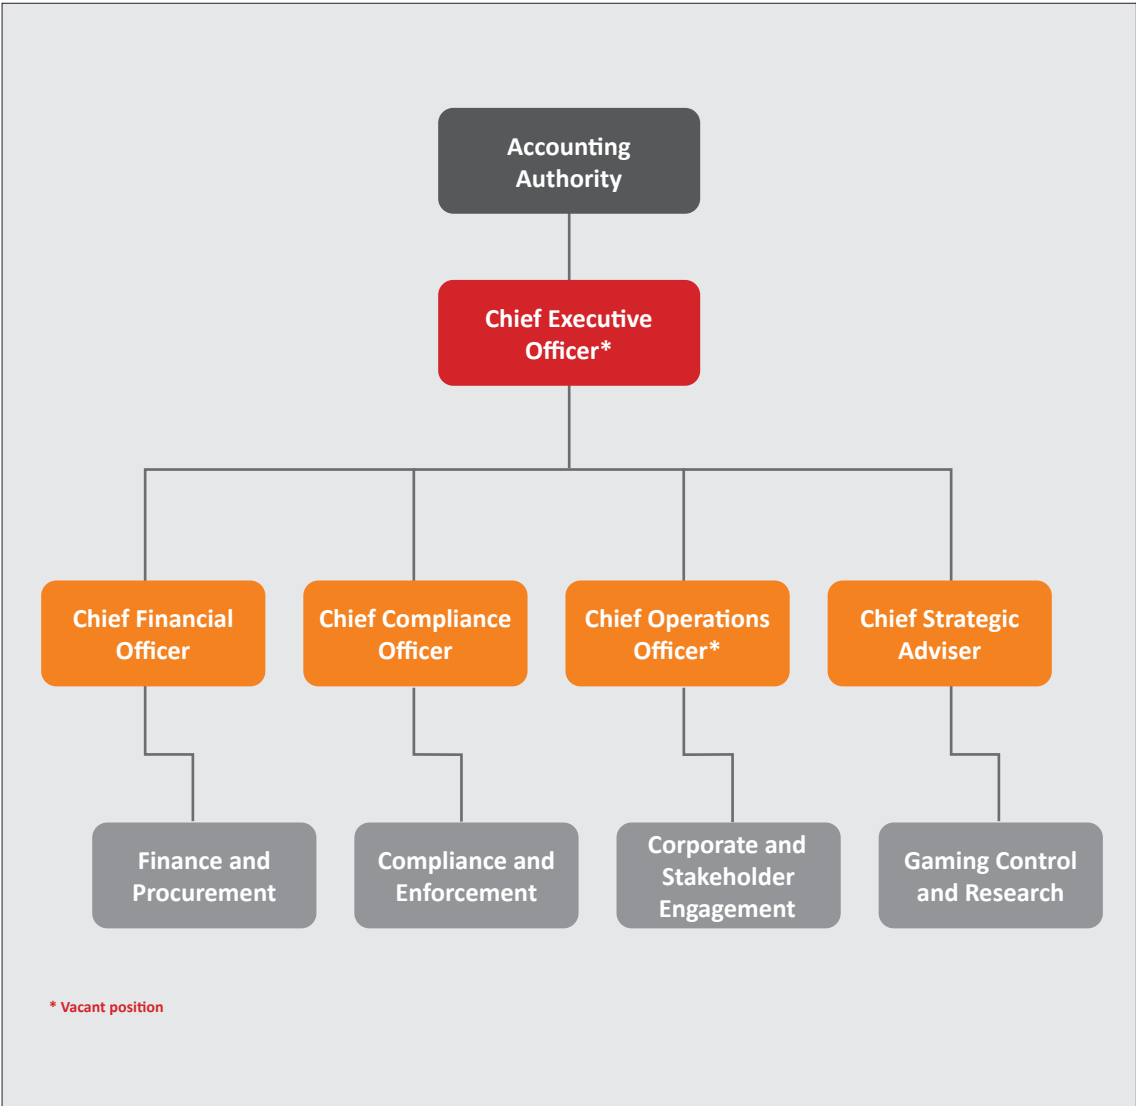 Accounting
Authority
Chief Executive
Officer*
Chief Financial
Officer
Chief Compliance
Officer
Chief Operations
Officer*
Chief Strategic
Adviser
Finance and
Procurement
Compliance and
Enforcement
Corporate and
Stakeholder
Engagement
Gaming Control
and Research
* Vacant position